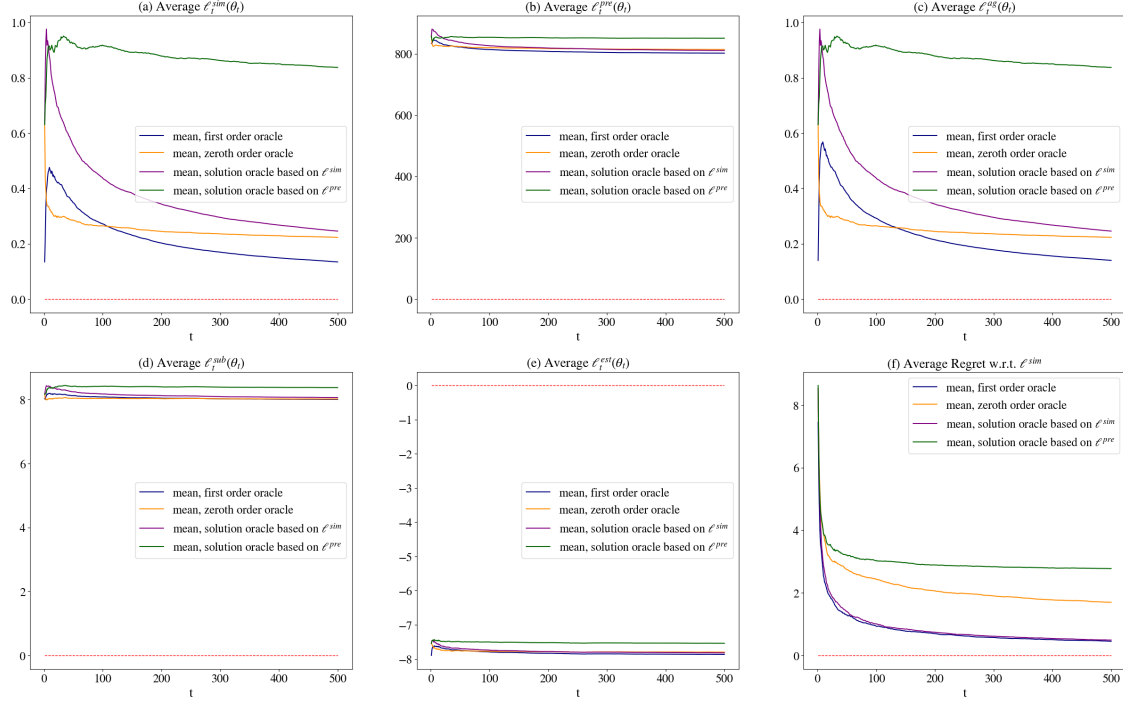 (a) Average ℓ_t^{sim}(θ_t)
1.0
0.8
0.6
0.4
0.2
0.0
mean, first order oracle
mean, zeroth order oracle
mean, solution oracle based on ℓ^{sim}
mean, solution oracle based on ℓ^{pre}
0 100 200 300 400 500
t
(b) Average ℓ_t^{pre}(θ_t)
800
600
400
200
0
mean, first order oracle
mean, zeroth order oracle
mean, solution oracle based on ℓ^{sim}
mean, solution oracle based on ℓ^{pre}
0 100 200 300 400 500
t
(c) Average ℓ_t^{ag}(θ_t)
1.0
0.8
0.6
0.4
0.2
0.0
mean, first order oracle
mean, zeroth order oracle
mean, solution oracle based on ℓ^{sim}
mean, solution oracle based on ℓ^{pre}
0 100 200 300 400 500
t
(d) Average ℓ_t^{sub}(θ_t)
8
6
4
2
0
mean, first order oracle
mean, zeroth order oracle
mean, solution oracle based on ℓ^{sim}
mean, solution oracle based on ℓ^{pre}
0 100 200 300 400 500
t
(e) Average ℓ_t^{est}(θ_t)
0
−1
−2
−3
−4
−5
−6
−7
−8
mean, first order oracle
mean, zeroth order oracle
mean, solution oracle based on ℓ^{sim}
mean, solution oracle based on ℓ^{pre}
0 100 200 300 400 500
t
(f) Average Regret w.r.t. ℓ^{sim}
8
6
4
2
0
mean, first order oracle
mean, zeroth order oracle
mean, solution oracle based on ℓ^{sim}
mean, solution oracle based on ℓ^{pre}
0 100 200 300 400 500
t